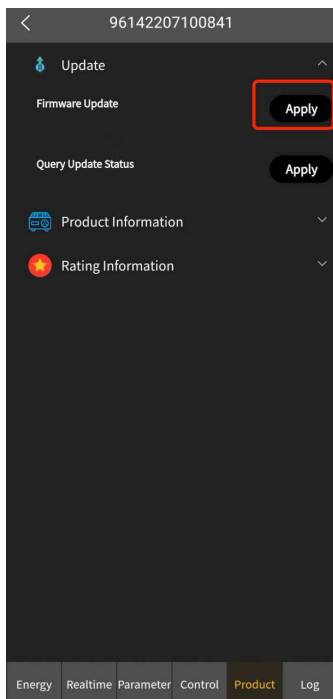 96142207100841
Update
Firmware Update Apply
Query Update Status Apply
Product Information
Rating Information
Energy Realtime Parameter Control Product Log